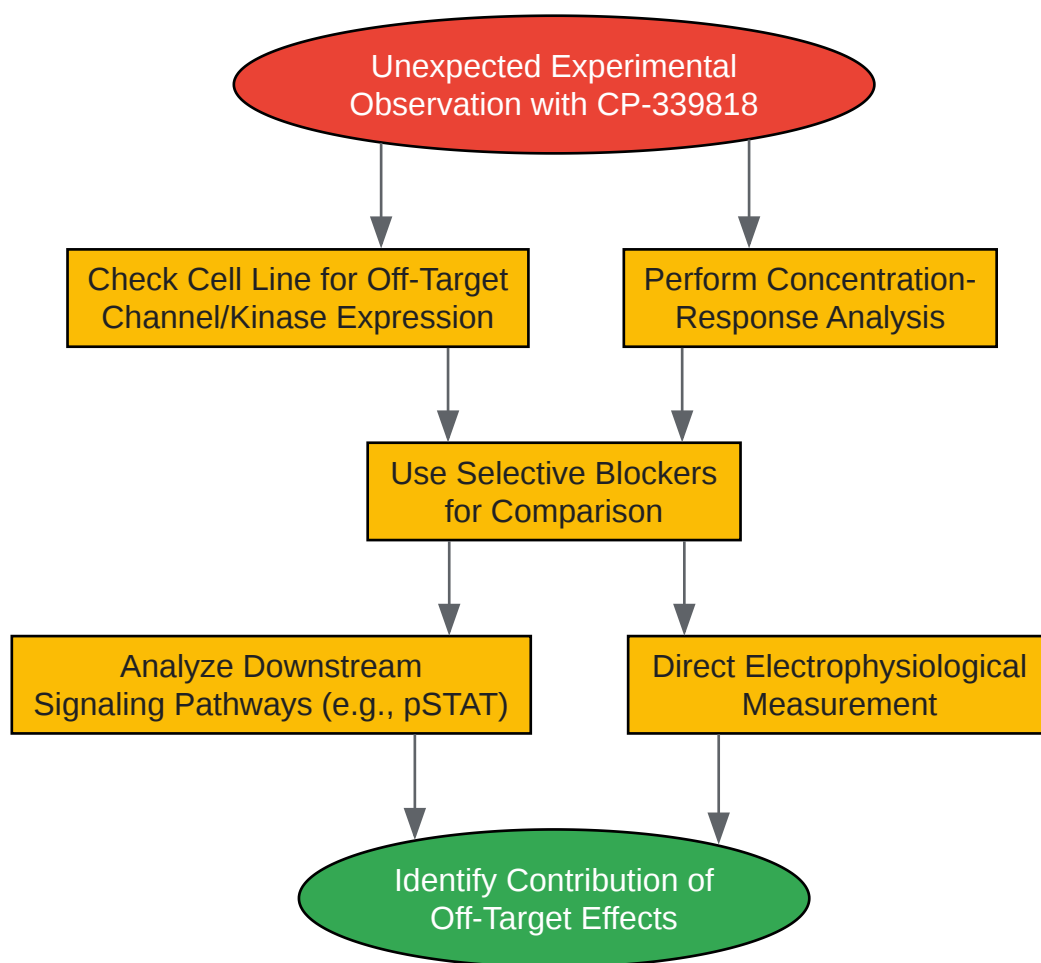 Unexpected Experimental
Observation with CP-339818
Check Cell Line for Off-Target
Channel/Kinase Expression
Perform Concentration-
Response Analysis
Use Selective Blockers
for Comparison
Analyze Downstream
Signaling Pathways (e.g., pSTAT)
Direct Electrophysiological
Measurement
Identify Contribution of
Off-Target Effects